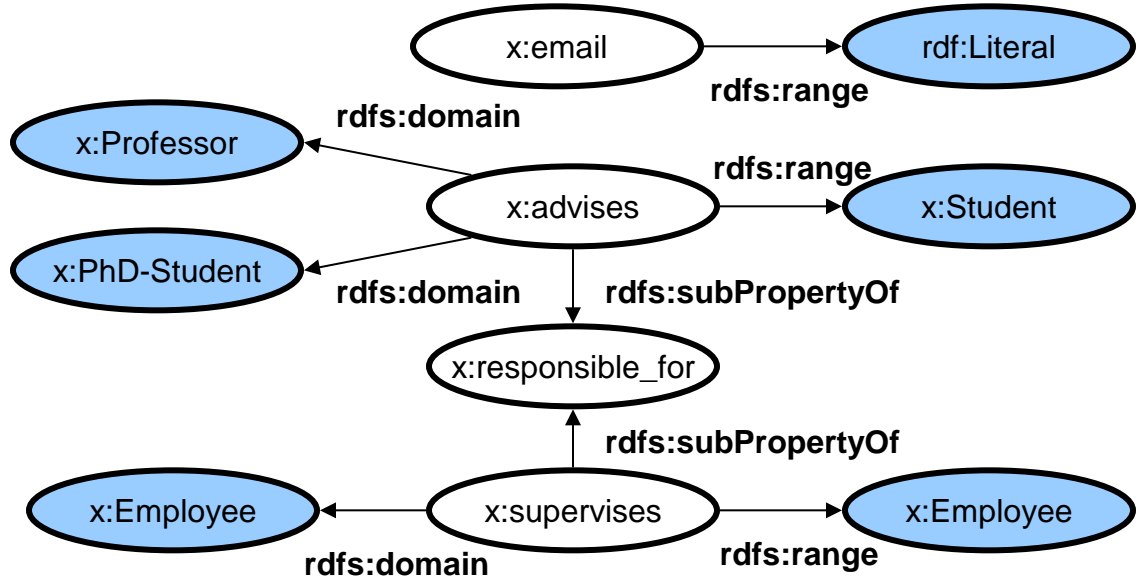 x:email
rdf:Literal
rdfs:range
rdfs:domain
x:Professor
rdfs:range
x:advises
x:Student
x:PhD-Student
rdfs:domain
rdfs:subPropertyOf
x:responsible_for
rdfs:subPropertyOf
x:Employee
x:supervises
x:Employee
rdfs:domain
rdfs:range